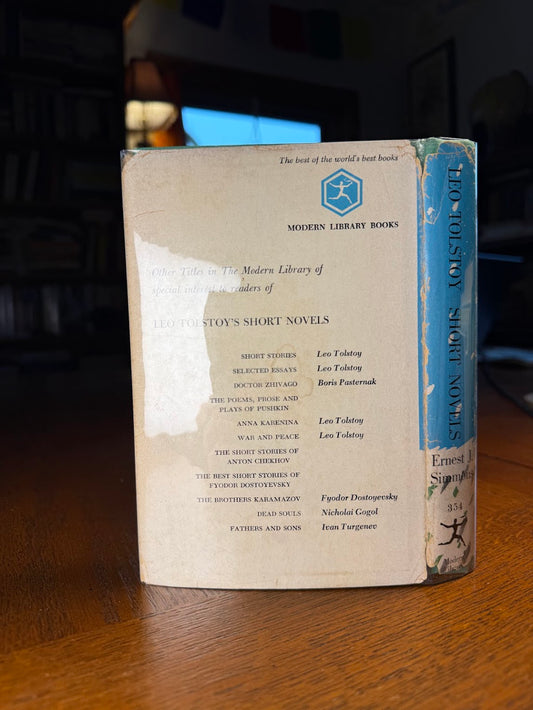 The best of the world's best books
MODERN LIBRARY BOOKS
Other Titles in The Modern Library of
special interest to readers of
LEO TOLSTOY'S SHORT NOVELS
SHORT STORIES Leo Tolstoy
SELECTED ESSAYS Leo Tolstoy
DOCTOR ZHIVAGO Boris Pasternak
THE POEMS, PROSE AND
PLAYS OF PUSHKIN
ANNA KARENINA Leo Tolstoy
WAR AND PEACE Leo Tolstoy
THE SHORT STORIES OF
ANTON CHEKHOV
THE BEST SHORT STORIES OF
FYODOR DOSTOYEVSKY
THE BROTHERS KARAMAZOV Fyodor Dostoyevsky
DEAD SOULS Nicholai Gogol
FATHERS AND SONS Ivan Turgenev
LEO TOLSTOY SHORT NOVELS
Ernest J.
354
Modern